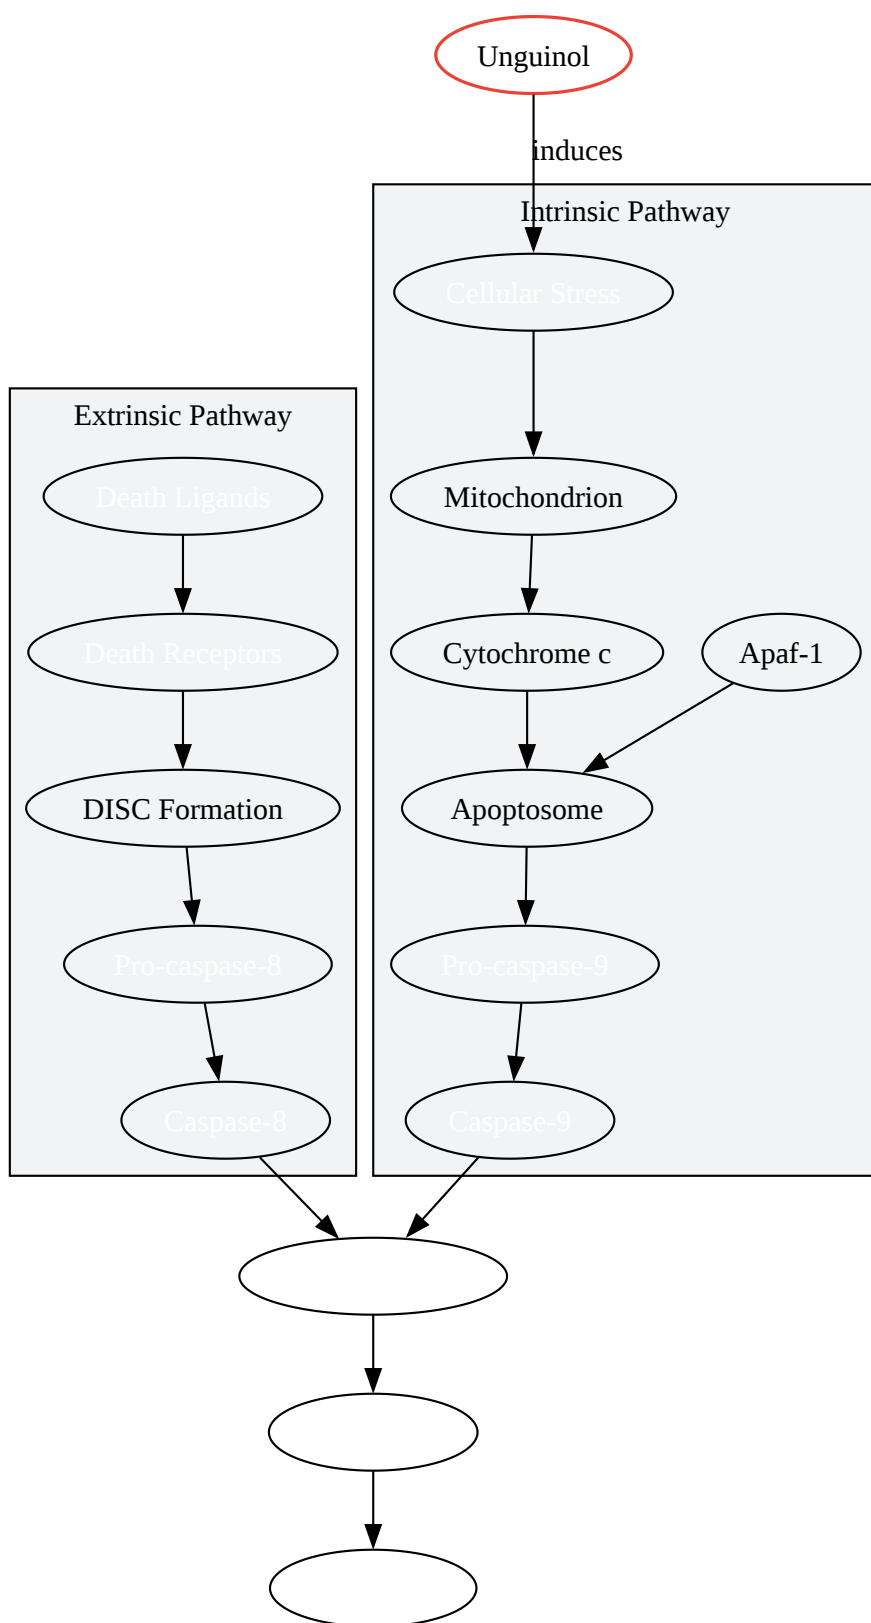 Unguinol
induces
Intrinsic Pathway
Cellular Stress
Extrinsic Pathway
Death Ligands
Mitochondrion
Death Receptors
Cytochrome c
Apaf-1
DISC Formation
Apoptosome
Pro-caspase-8
Pro-caspase-9
Caspase-8
Caspase-9